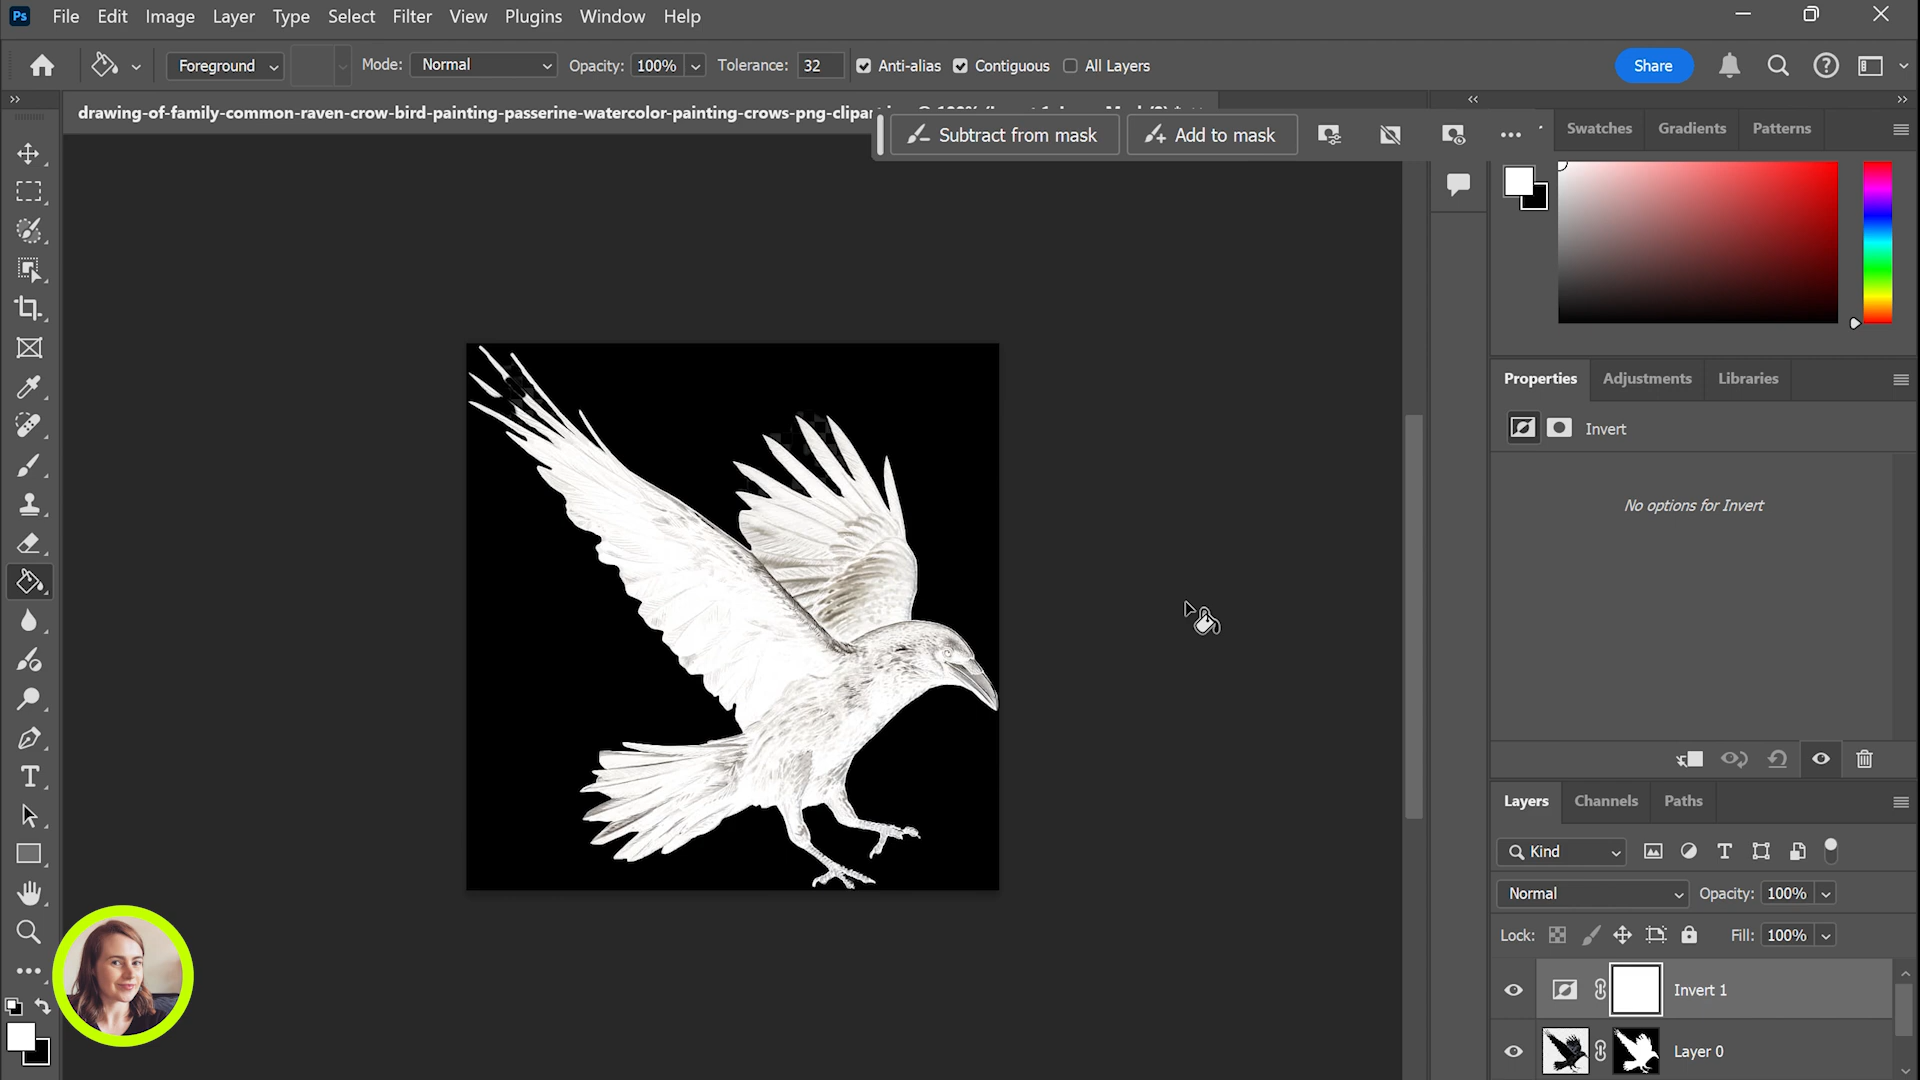 Ps File Edit Image Layer Type Select Filter View Plugins Window Help
Foreground Mode: Normal Opacity: 100% Tolerance: 32 Anti-alias Contiguous All Layers Share
drawing-of-family-common-raven-crow-bird-painting-passerine-watercolor-painting-crows-png-clipar
Subtract from mask Add to mask
Swatches Gradients Patterns
Properties Adjustments Libraries
Invert
No options for Invert
Layers Channels Paths
Kind
Normal Opacity: 100%
Lock: Fill: 100%
Invert 1
Layer 0